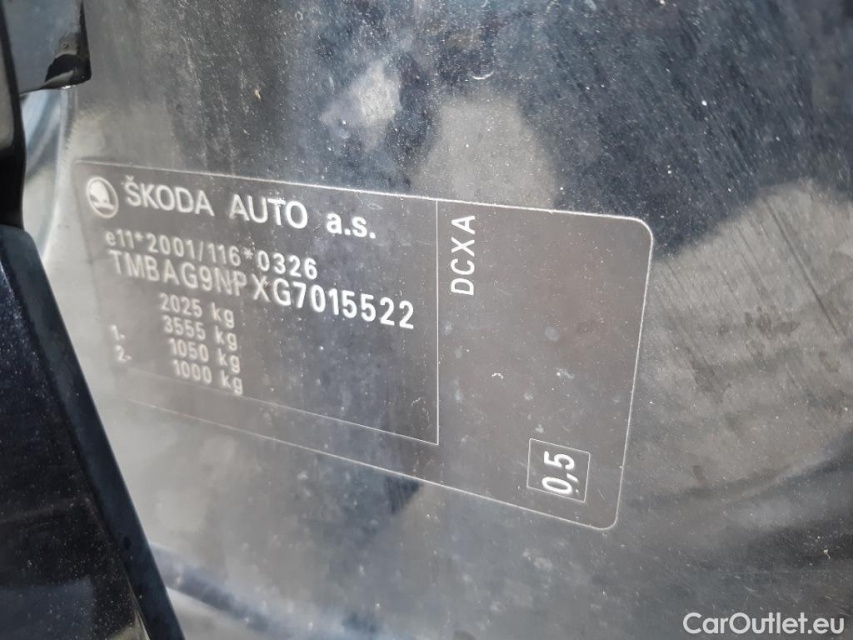 ŠKODA AUTO a.s.
e11*2001/116*0326
TMBAG9NPXG7015522
2025 kg
3555 kg
1. 1050 kg
2. 1000 kg
DCXA
0,5
CarOutlet.eu